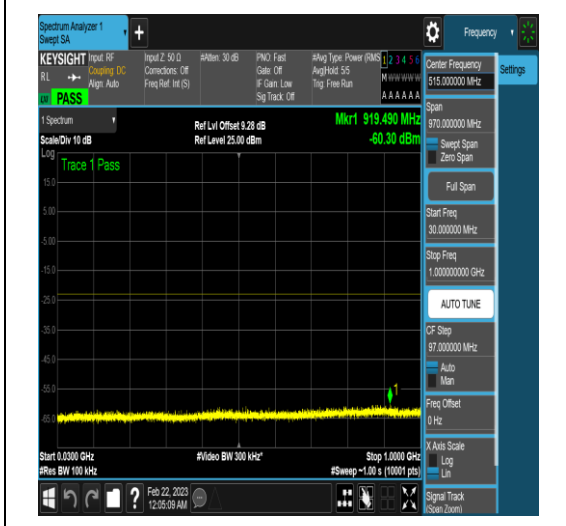 Spectrum Analyzer 1
Swept SA
+
Frequency
KEYSIGHT
RL
PASS
Input: RF
Coupling: DC
Align: Auto
Input Z: 50 Ω
Corrections: Off
Freq Ref: Int (S)
#Atten: 30 dB
PNO: Fast
Gate: Off
IF Gain: Low
Sig Track: Off
#Avg Type: Power (RMS
Avg|Hold: 5/5
Trig: Free Run
1 2 3 4 5 6
M W W W W W
A A A A A A
1 Spectrum
Scale/Div 10 dB
Ref Lvl Offset 9.28 dB
Ref Level 25.00 dBm
Mkr1 919.490 MHz
-60.30 dBm
Log
Trace 1 Pass
15.0
5.00
-5.00
-15.0
-25.0
-35.0
-45.0
-55.0
-65.0
1
Start 0.0300 GHz
#Res BW 100 kHz
#Video BW 300 kHz*
Stop 1.0000 GHz
#Sweep ~1.00 s (10001 pts)
Feb 22, 2023
12:05:09 AM
Center Frequency
515.000000 MHz
Settings
Span
970.000000 MHz
Swept Span
Zero Span
Full Span
Start Freq
30.000000 MHz
Stop Freq
1.000000000 GHz
AUTO TUNE
CF Step
97.000000 MHz
Auto
Man
Freq Offset
0 Hz
X Axis Scale
Log
Lin
Signal Track
(Span Zoom)